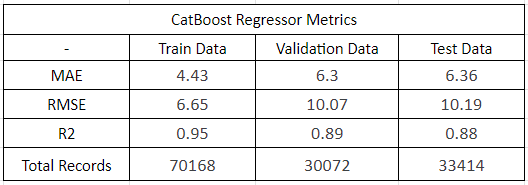 CatBoost Regressor Metrics
- Train Data Validation Data Test Data
MAE 4.43 6.3 6.36
RMSE 6.65 10.07 10.19
R2 0.95 0.89 0.88
Total Records 70168 30072 33414